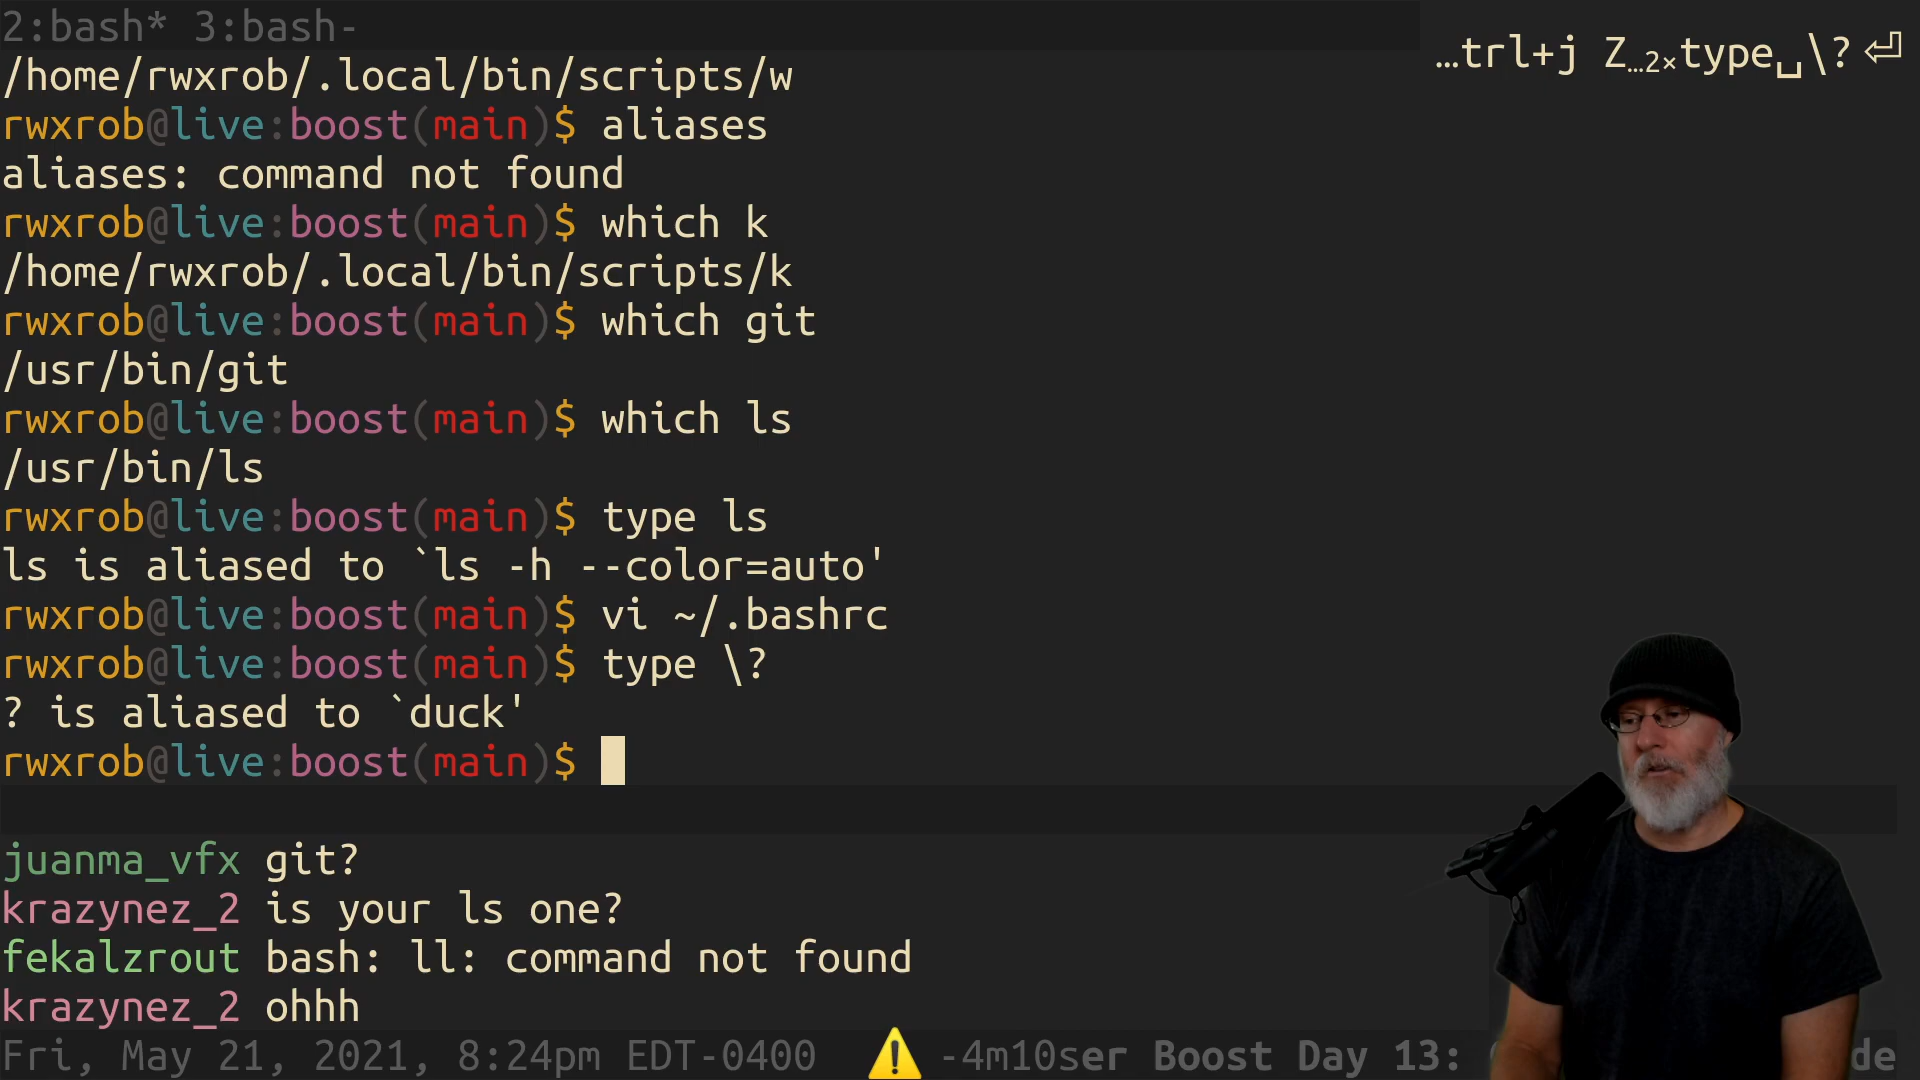 2:bash* 3:bash-
…trl+j Z…2×type␣\?⏎
/home/rwxrob/.local/bin/scripts/w
rwxrob@live:boost(main)$ aliases
aliases: command not found
rwxrob@live:boost(main)$ which k
/home/rwxrob/.local/bin/scripts/k
rwxrob@live:boost(main)$ which git
/usr/bin/git
rwxrob@live:boost(main)$ which ls
/usr/bin/ls
rwxrob@live:boost(main)$ type ls
ls is aliased to `ls -h --color=auto'
rwxrob@live:boost(main)$ vi ~/.bashrc
rwxrob@live:boost(main)$ type \?
? is aliased to `duck'
rwxrob@live:boost(main)$
juanma_vfx git?
krazynez_2 is your ls one?
fekalzrout bash: ll: command not found
krazynez_2 ohhh
Fri, May 21, 2021, 8:24pm EDT-0400 ⚠ -4m10ser Boost Day 13: de